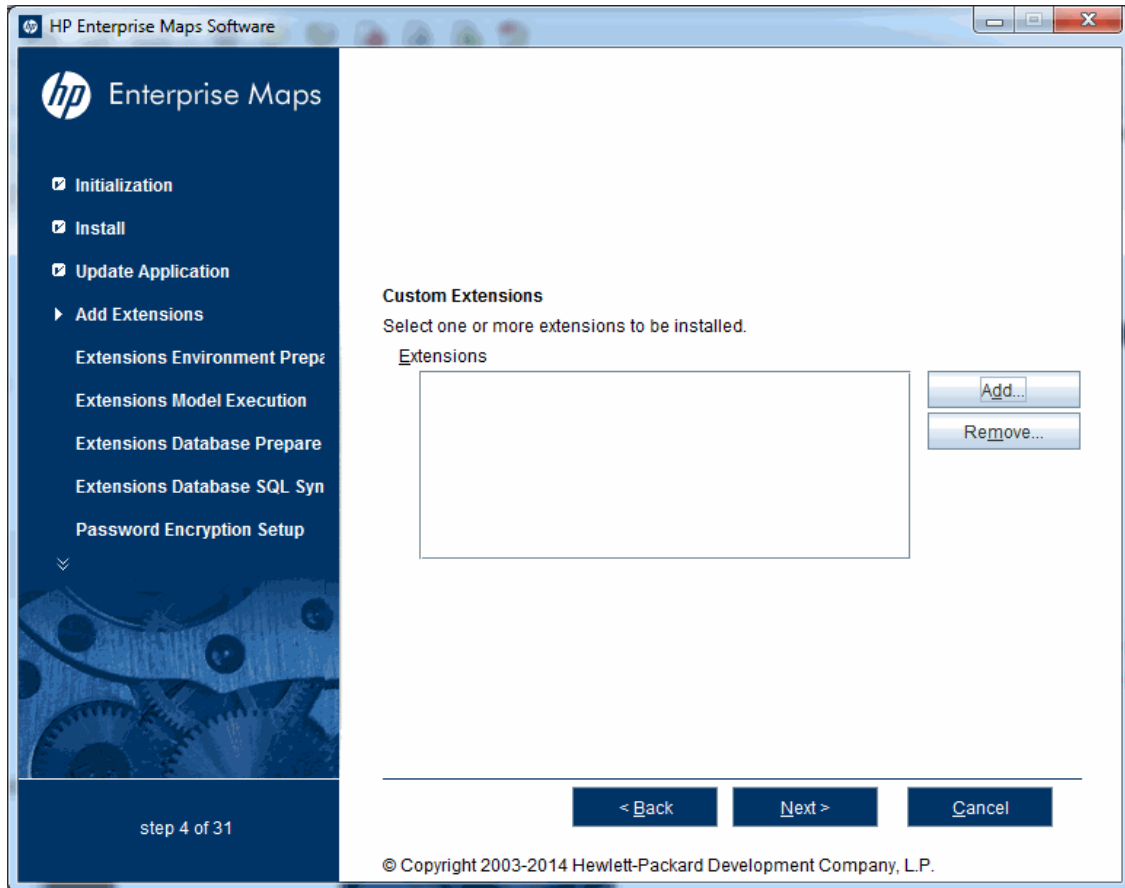 HP Enterprise Maps Software
hp Enterprise Maps
Initialization
Install
Update Application
Add Extensions
Extensions Environment Prepa
Extensions Model Execution
Extensions Database Prepare
Extensions Database SQL Syn
Password Encryption Setup
step 4 of 31
Custom Extensions
Select one or more extensions to be installed.
Extensions
Add...
Remove...
< Back
Next >
Cancel
© Copyright 2003-2014 Hewlett-Packard Development Company, L.P.